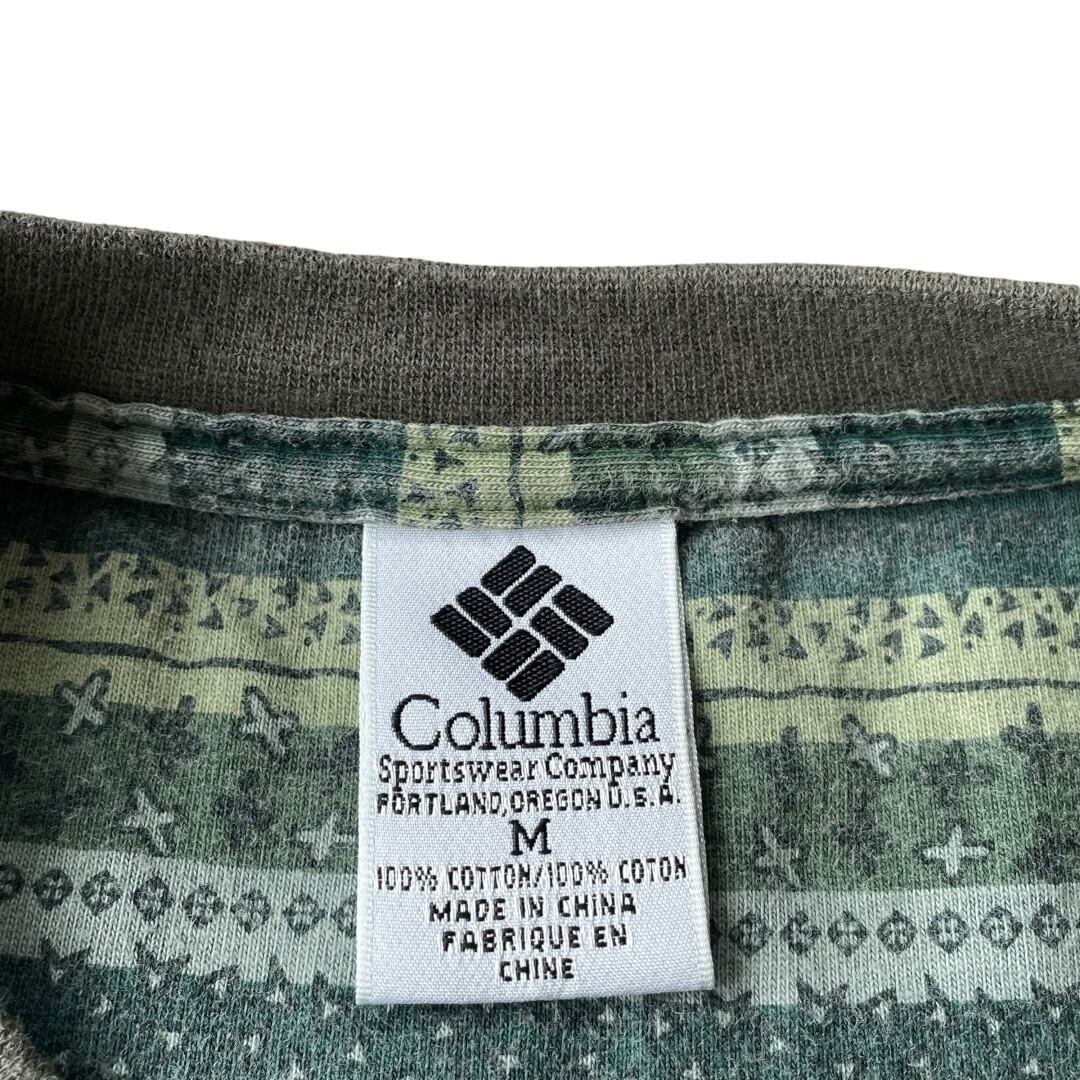 Columbia
Sportswear Company
PORTLAND, OREGON U.S.A.
M
100% COTTON/100% COTON
MADE IN CHINA
FABRIQUE EN
CHINE